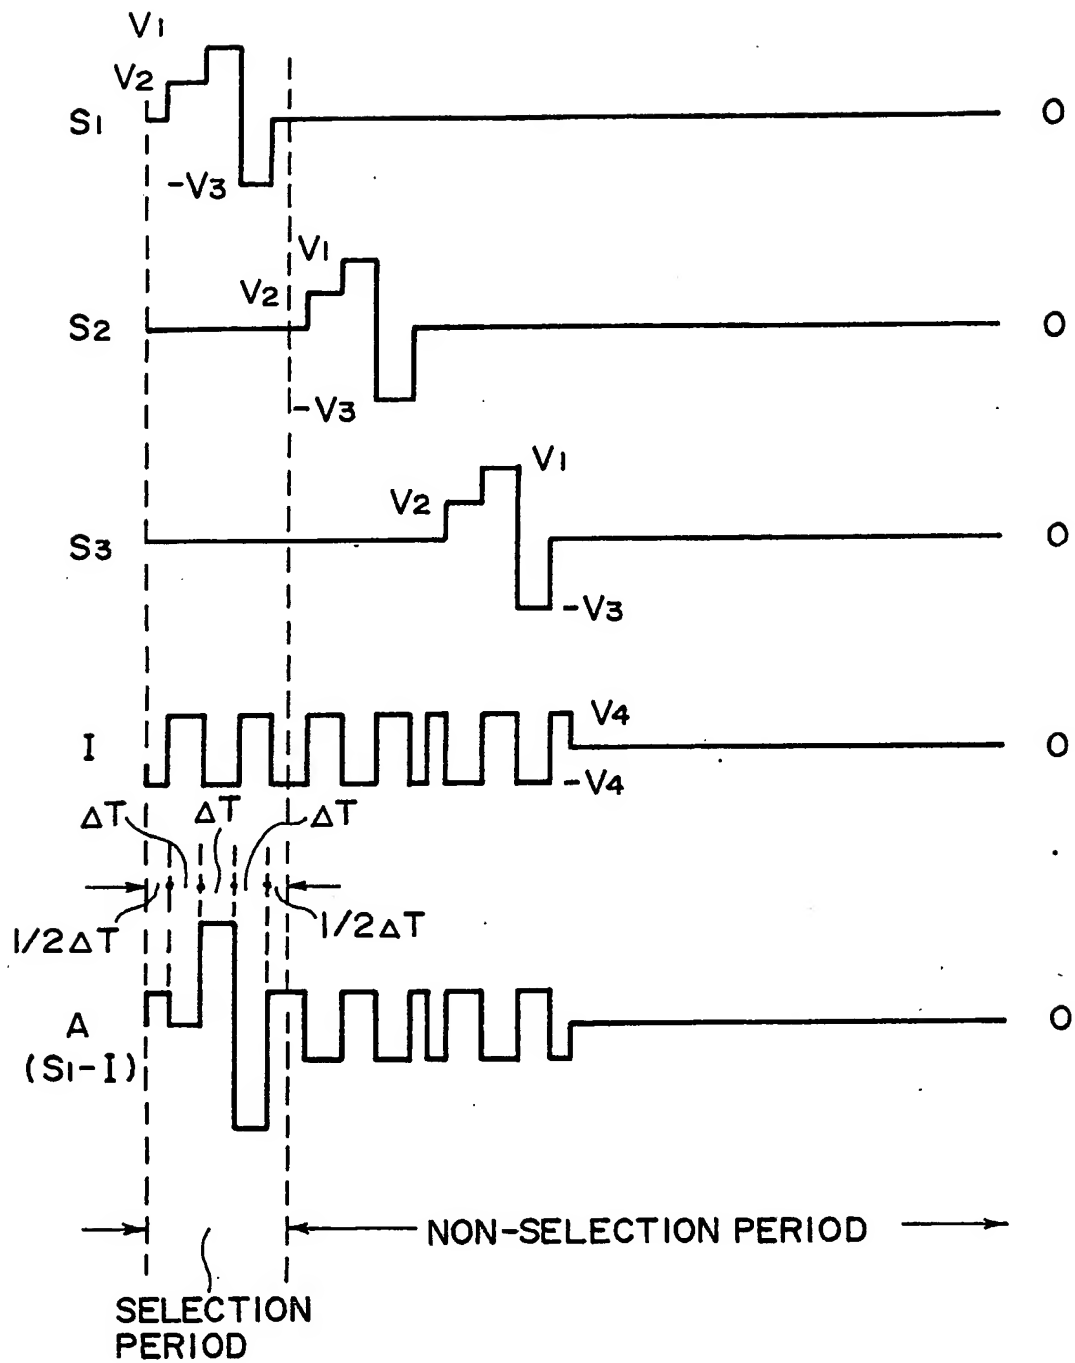 V1
V2
S1
O
-V3
V1
V2
S2
O
-V3
V1
V2
S3
O
-V3
I
V4
O
-V4
ΔT
ΔT
ΔT
1/2ΔT
1/2ΔT
A
(S1-I)
O
NON-SELECTION PERIOD
SELECTION
PERIOD